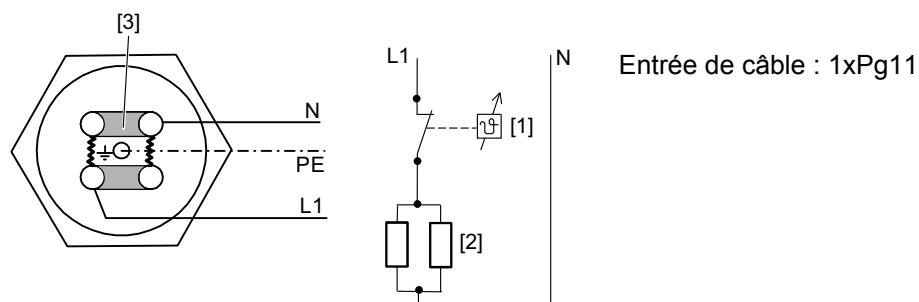 [3]
N
PE
L1
L1
ϑ
[1]
[2]
N
Entrée de câble : 1xPg11